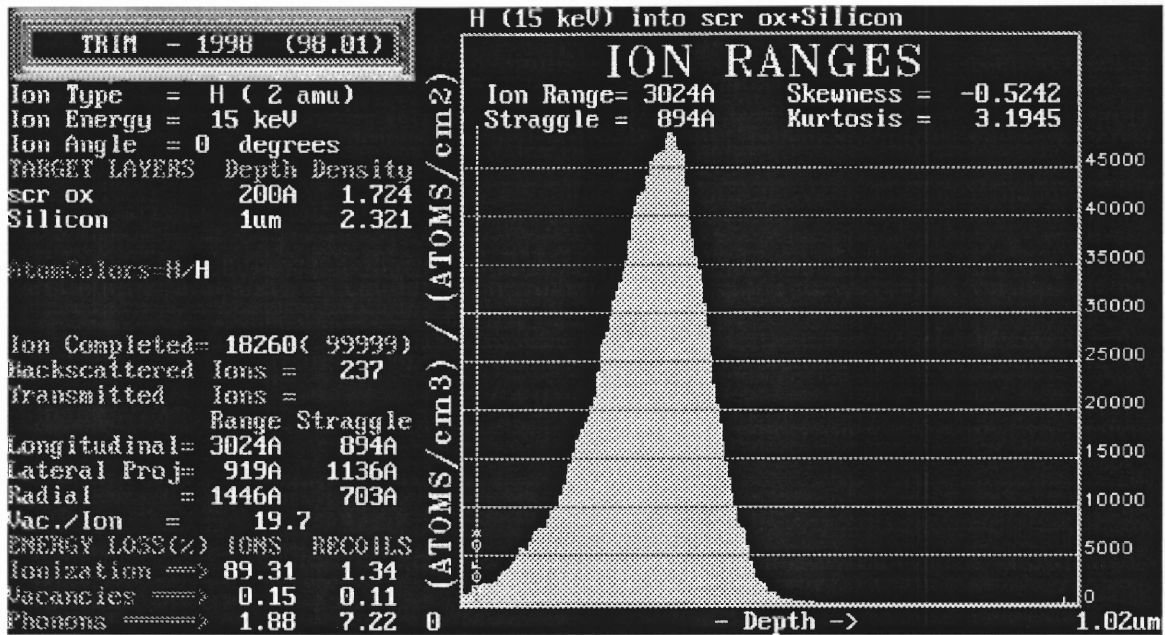 TRIM - 1998 (98.01)
Ion Type = H ( 2 amu)
Ion Energy = 15 keV
Ion Angle = 0 degrees
TARGET LAYERS Depth Density
scr ox 200A 1.724
Silicon 1um 2.321
AtomColors=H/H
Ion Completed= 18260( 99999)
Backscattered Ions = 237
Transmitted Ions =
Range Straggle
Longitudinal= 3024A 894A
Lateral Proj= 919A 1136A
Radial = 1446A 703A
Vac./Ion = 19.7
ENERGY LOSS(%) IONS RECOILS
Ionization ---> 89.31 1.34
Vacancies ----> 0.15 0.11
Phonons ------> 1.88 7.22
H (15 keV) into scr ox+Silicon
ION RANGES
Ion Range= 3024A Skewness = -0.5242
Straggle = 894A Kurtosis = 3.1945
(ATOMS/cm3) / (ATOMS/cm2)
45000
40000
35000
30000
25000
20000
15000
10000
5000
0
0 - Depth -> 1.02um